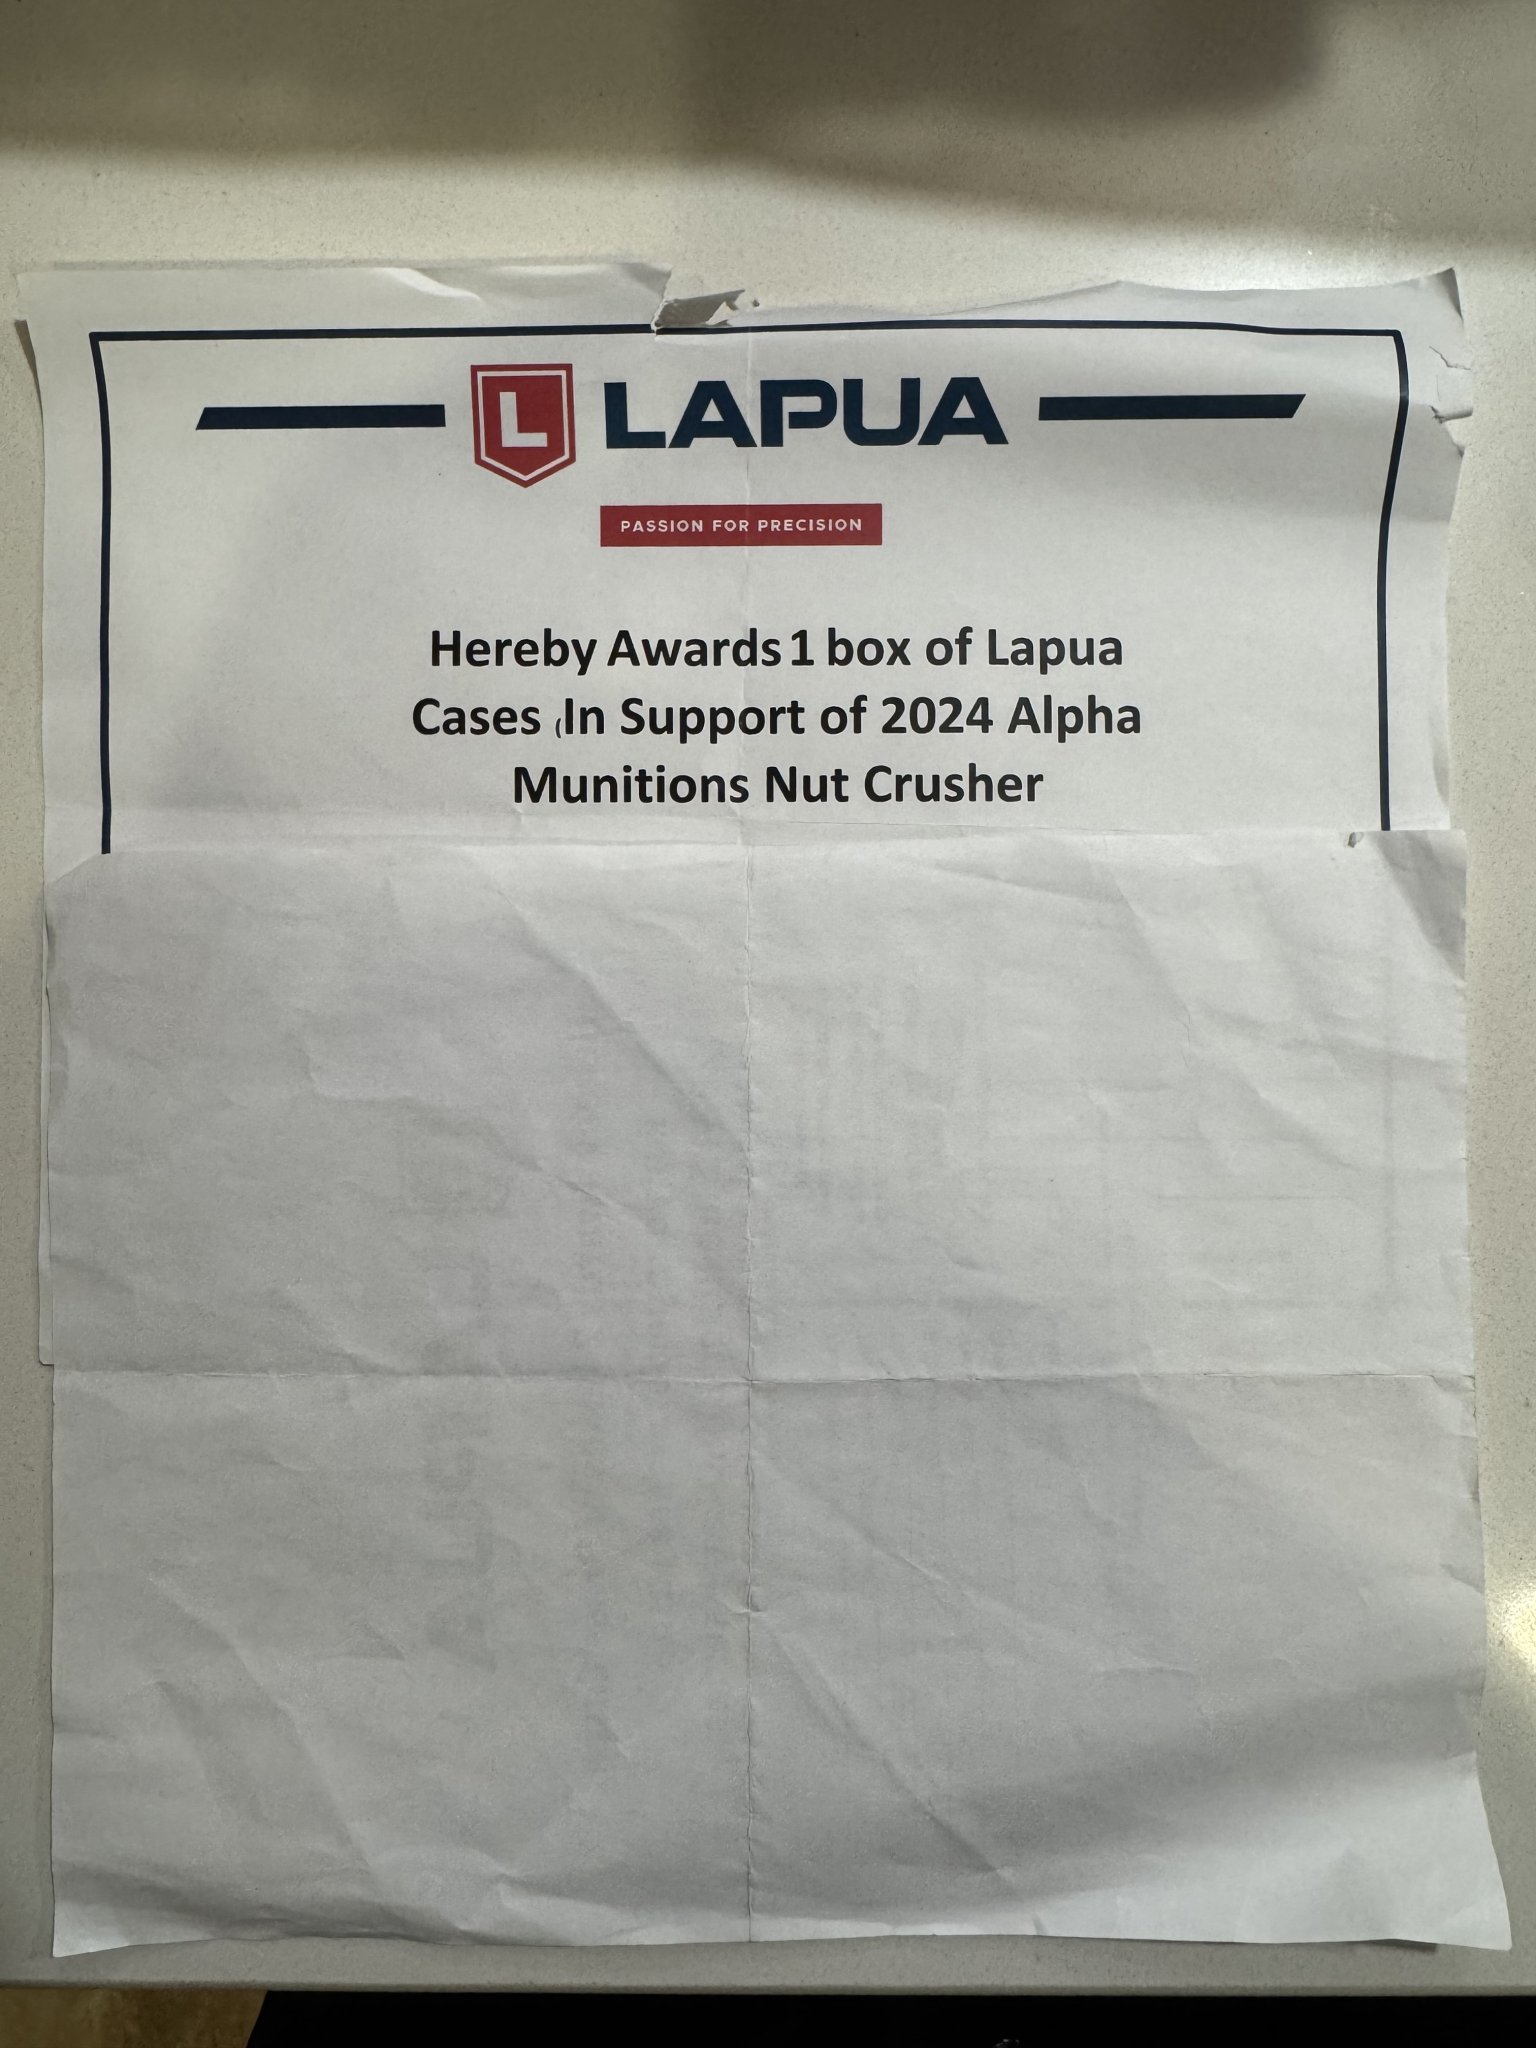 L LAPUA
PASSION FOR PRECISION
Hereby Awards 1 box of Lapua
Cases (In Support of 2024 Alpha
Munitions Nut Crusher